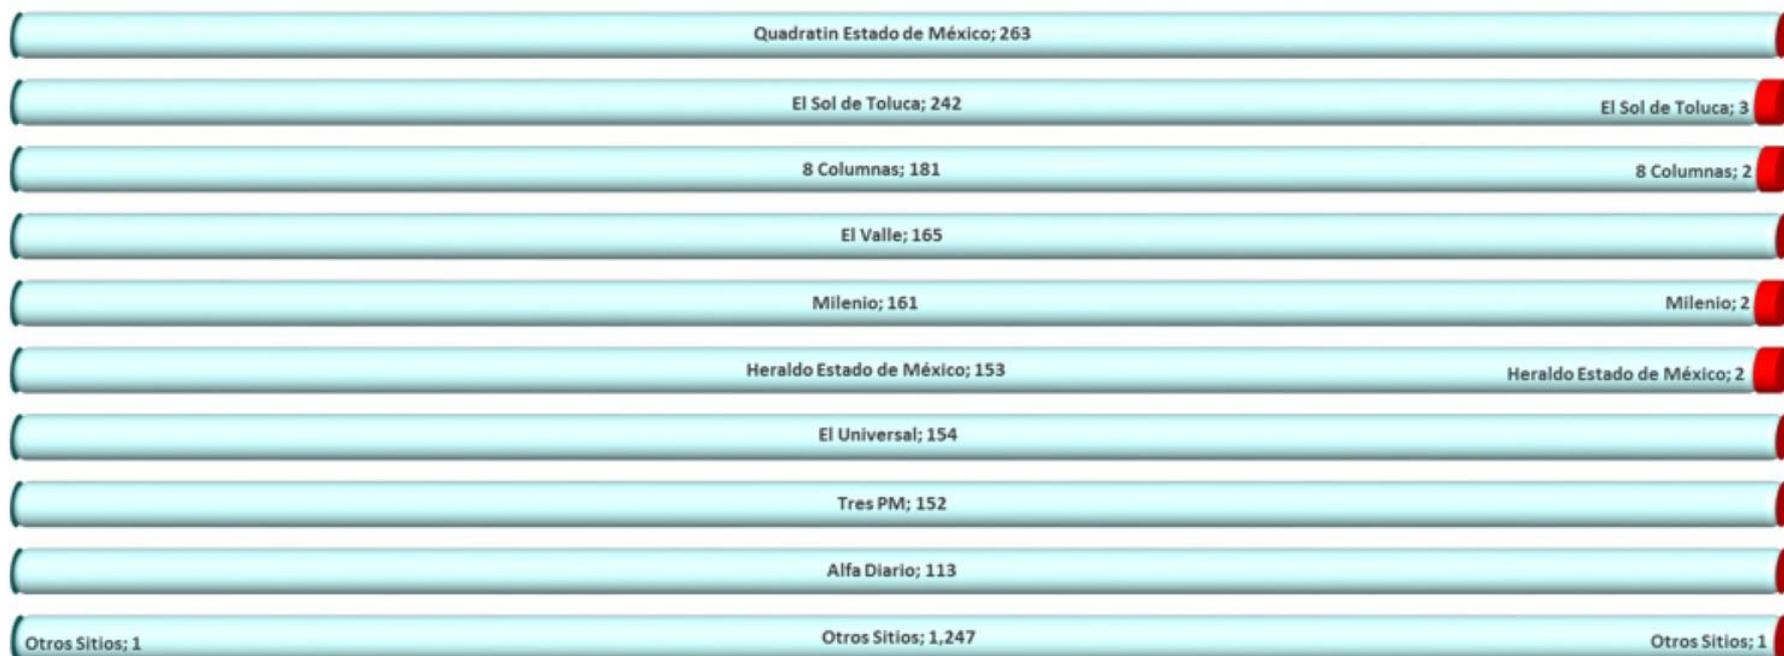 Quadratin Estado de México; 263
El Sol de Toluca; 242 El Sol de Toluca; 3
8 Columnas; 181 8 Columnas; 2
El Valle; 165
Milenio; 161 Milenio; 2
Heraldo Estado de México; 153 Heraldo Estado de México; 2
El Universal; 154
Tres PM; 152
Alfa Diario; 113
Otros Sitios; 1 Otros Sitios; 1,247 Otros Sitios; 1